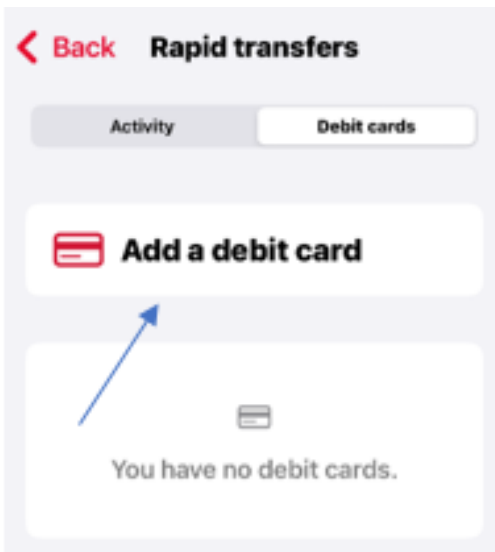 Back Rapid transfers
Activity Debit cards
Add a debit card
You have no debit cards.